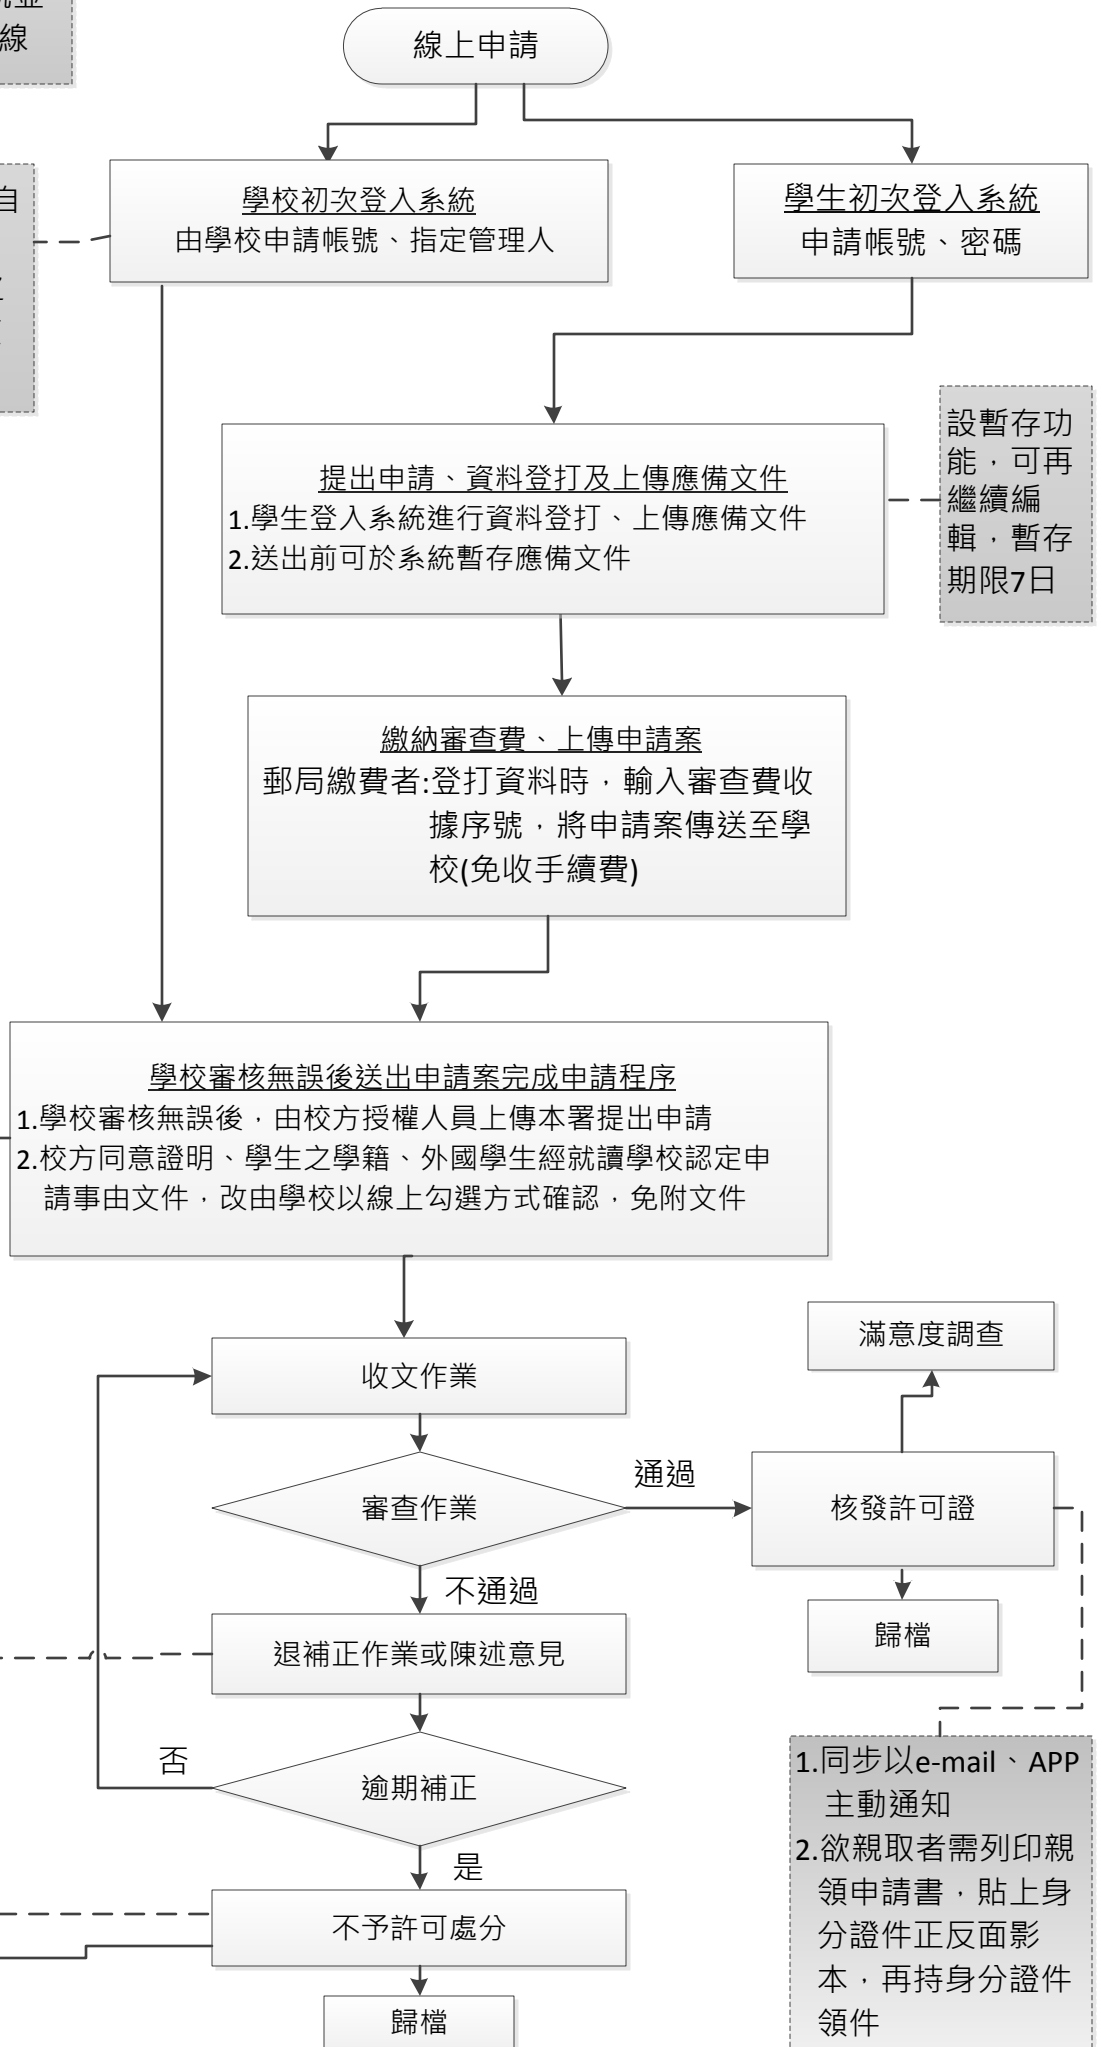 線
線上申請
自
學校初次登入系統
由學校申請帳號、指定管理人
學生初次登入系統
申請帳號、密碼
提出申請、資料登打及上傳應備文件
1.學生登入系統進行資料登打、上傳應備文件
2.送出前可於系統暫存應備文件
設暫存功
能，可再
繼續編
輯，暫存
期限7日
繳納審查費、上傳申請案
郵局繳費者:登打資料時，輸入審查費收
據序號，將申請案傳送至學
校(免收手續費)
學校審核無誤後送出申請案完成申請程序
1.學校審核無誤後，由校方授權人員上傳本署提出申請
2.校方同意證明、學生之學籍、外國學生經就讀學校認定申
請事由文件，改由學校以線上勾選方式確認，免附文件
滿意度調查
收文作業
通過
審查作業
核發許可證
不通過
退補正作業或陳述意見
歸檔
否
逾期補正
是
不予許可處分
歸檔
1.同步以e-mail、APP
主動通知
2.欲親取者需列印親
領申請書，貼上身
分證件正反面影
本，再持身分證件
領件